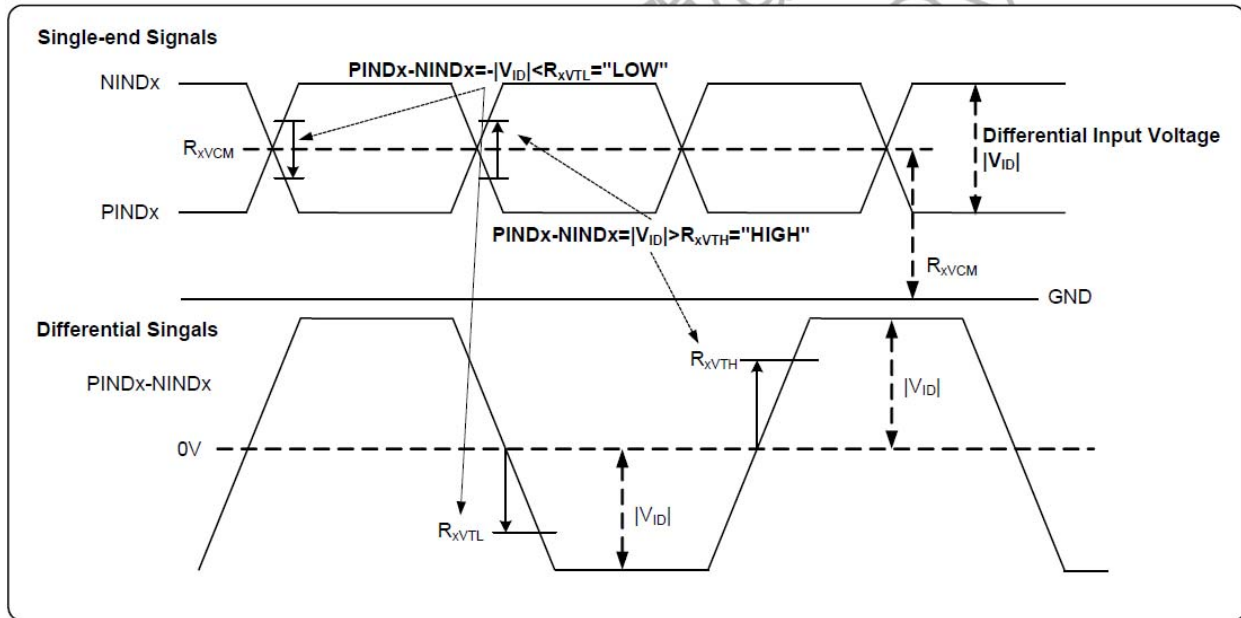 Single-end Signals
NINDx
PINDx-NINDx=-|VID|<RxVTL="LOW"
RxVCM
Differential Input Voltage
|VID|
PINDx
PINDx-NINDx=|VID|>RxVTH="HIGH"
RxVCM
GND
Differential Singals
RxVTH
PINDx-NINDx
|VID|
0V
|VID|
RxVTL